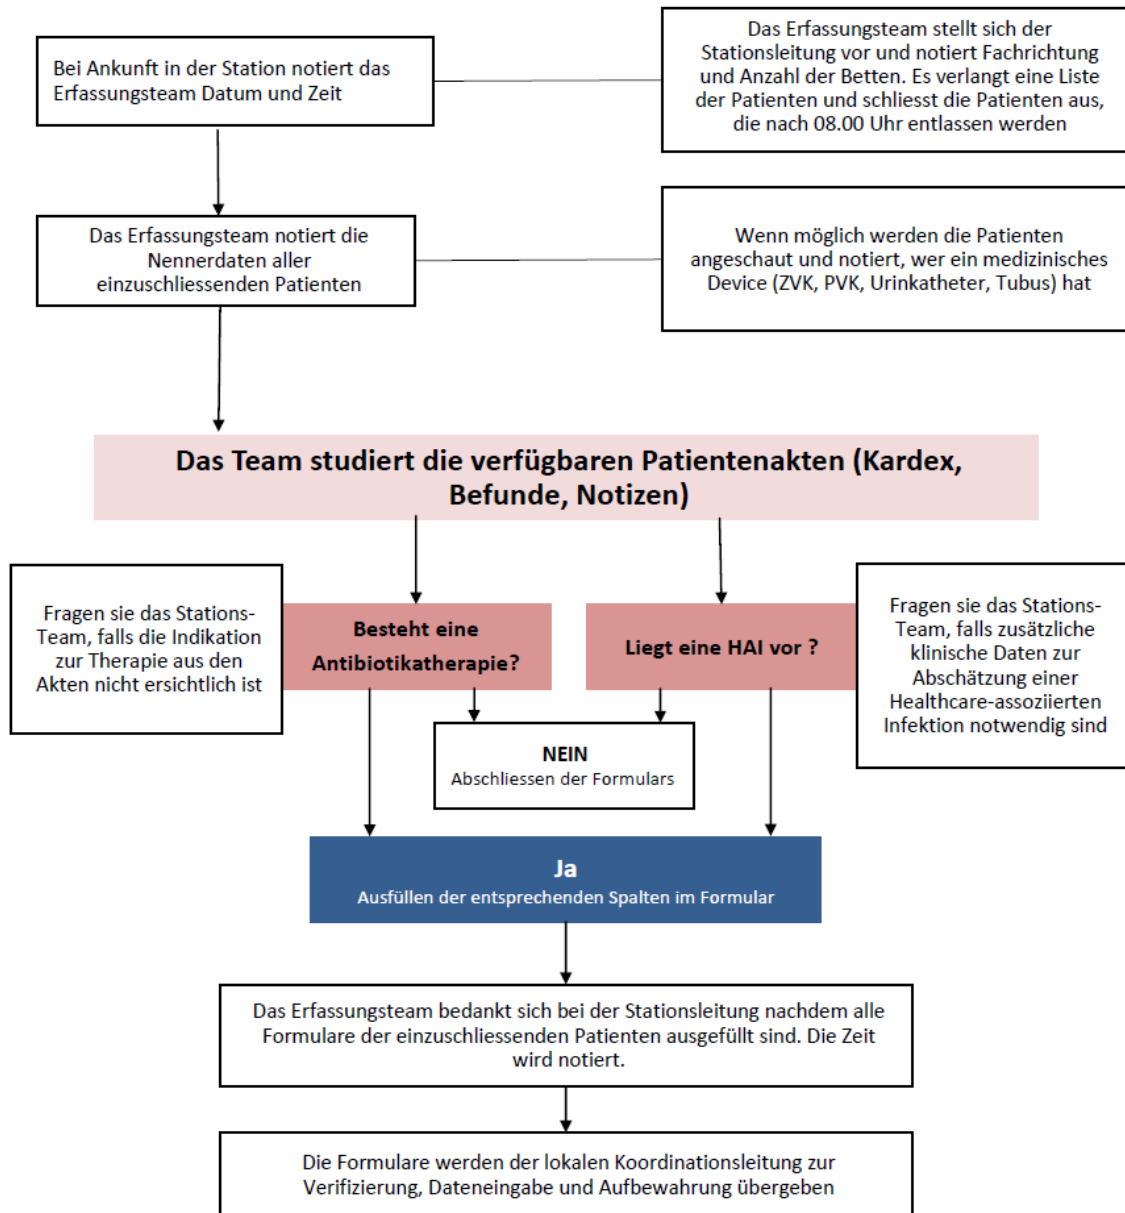 Bei Ankunft in der Station notiert das
Erfassungsteam Datum und Zeit
Das Erfassungsteam stellt sich der
Stationsleitung vor und notiert Fachrichtung
und Anzahl der Betten. Es verlangt eine Liste
der Patienten und schliesst die Patienten aus,
die nach 08.00 Uhr entlassen werden
Das Erfassungsteam notiert die
Nennerdaten aller
einzuschliessenden Patienten
Wenn möglich werden die Patienten
angeschaut und notiert, wer ein medizinisches
Device (ZVK, PVK, Urinkatheter, Tubus) hat
Das Team studiert die verfügbaren Patientenakten (Kardex,
Befunde, Notizen)
Fragen sie das Stations-
Team, falls die Indikation
zur Therapie aus den
Akten nicht ersichtlich ist
Besteht eine
Antibiotikatherapie?
Liegt eine HAI vor ?
Fragen sie das Stations-
Team, falls zusätzliche
klinische Daten zur
Abschätzung einer
Healthcare-assoziierten
Infektion notwendig sind
NEIN
Abschliessen der Formulars
Ja
Ausfüllen der entsprechenden Spalten im Formular
Das Erfassungsteam bedankt sich bei der Stationsleitung nachdem alle
Formulare der einzuschliessenden Patienten ausgefüllt sind. Die Zeit
wird notiert.
Die Formulare werden der lokalen Koordinationsleitung zur
Verifizierung, Dateneingabe und Aufbewahrung übergeben